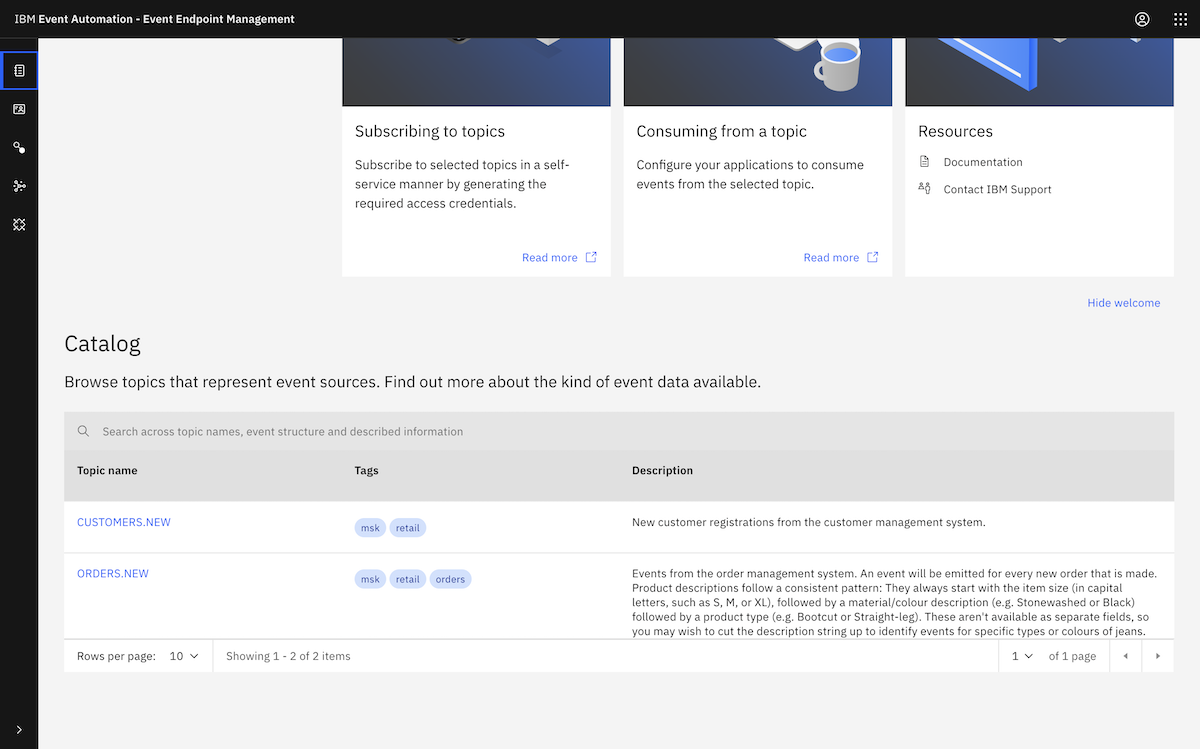 IBM Event Automation - Event Endpoint Management
Subscribing to topics
Subscribe to selected topics in a self-
service manner by generating the
required access credentials.
Read more
Consuming from a topic
Configure your applications to consume
events from the selected topic.
Read more
Resources
Documentation
Contact IBM Support
Hide welcome
Catalog
Browse topics that represent event sources. Find out more about the kind of event data available.
Search across topic names, event structure and described information
Topic name Tags Description
CUSTOMERS.NEW msk retail New customer registrations from the customer management system.
ORDERS.NEW msk retail orders Events from the order management system. An event will be emitted for every new order that is made.
Product descriptions follow a consistent pattern: They always start with the item size (in capital
letters, such as S, M, or XL), followed by a material/colour description (e.g. Stonewashed or Black)
followed by a product type (e.g. Bootcut or Straight-leg). These aren't available as separate fields, so
you may wish to cut the description string up to identify events for specific types or colours of jeans.
Rows per page: 10 Showing 1 - 2 of 2 items 1 of 1 page